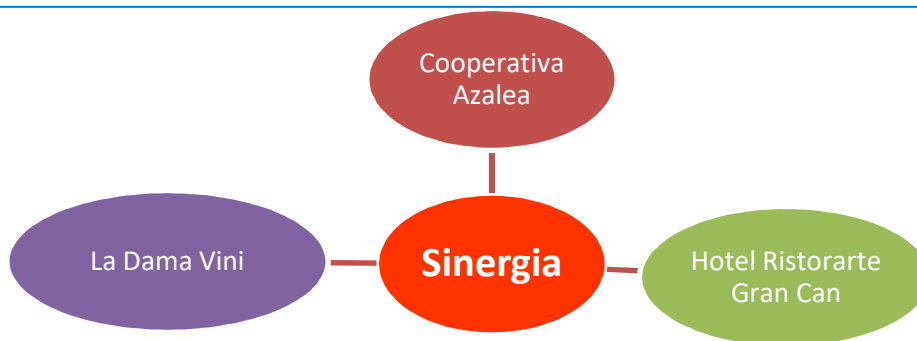 Cooperativa
Azalea
La Dama Vini
Sinergia
Hotel Ristorarte
Gran Can